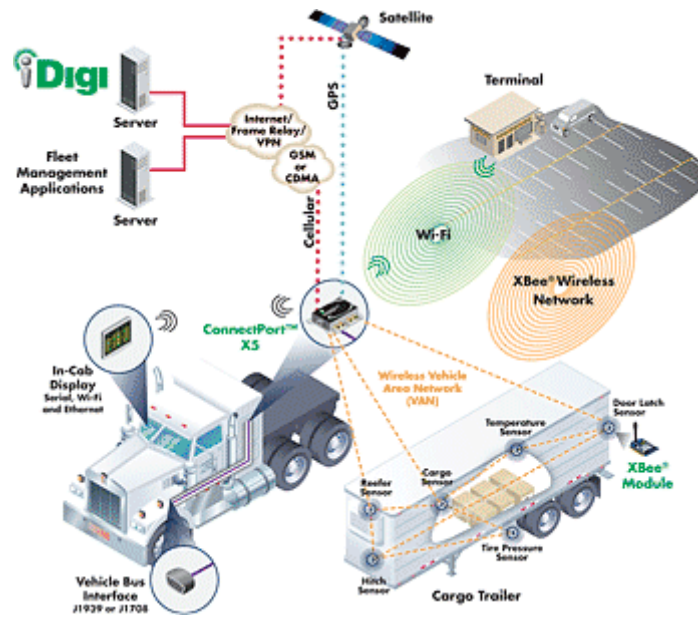 iDigi
Server
Fleet
Management
Applications
Server
Internet/
Frame Relay/
VPN
GSM
or
CDMA
Satellite
GPS
Cellular
Terminal
Wi-Fi
XBee® Wireless
Network
ConnectPort™
X5
In-Cab
Display
Serial, Wi-Fi
and Ethernet
Wireless Vehicle
Area Network
(VAN)
Door Latch
Sensor
Temperature
Sensor
XBee®
Module
Cargo
Sensor
Reefer
Sensor
Tire Pressure
Sensor
Hitch
Sensor
Cargo Trailer
Vehicle Bus
Interface
J1939 or J1708